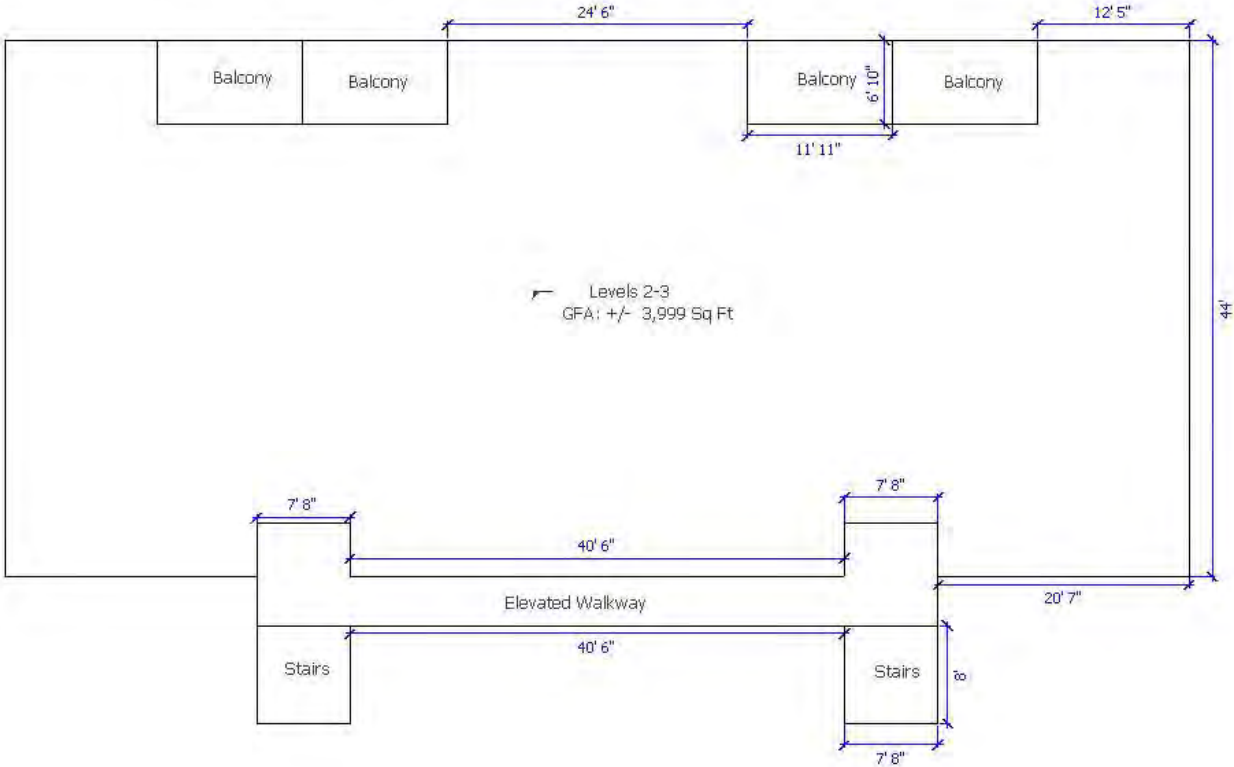 24' 6"
12' 5"
Balcony
Balcony
Balcony
6' 10"
Balcony
11' 11"
Levels 2-3
GFA: +/- 3,999 Sq Ft
44'
7' 8"
7' 8"
40' 6"
20' 7"
Elevated Walkway
40' 6"
Stairs
Stairs
8'
7' 8"